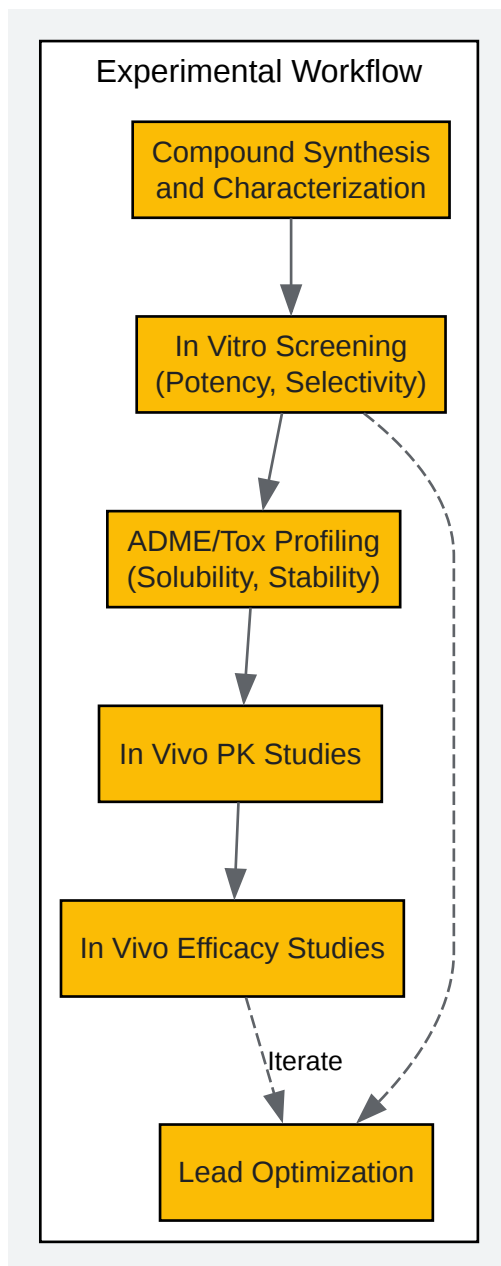 Experimental Workflow
Compound Synthesis
and Characterization
In Vitro Screening
(Potency, Selectivity)
ADME/Tox Profiling
(Solubility, Stability)
In Vivo PK Studies
In Vivo Efficacy Studies
Iterate
Lead Optimization